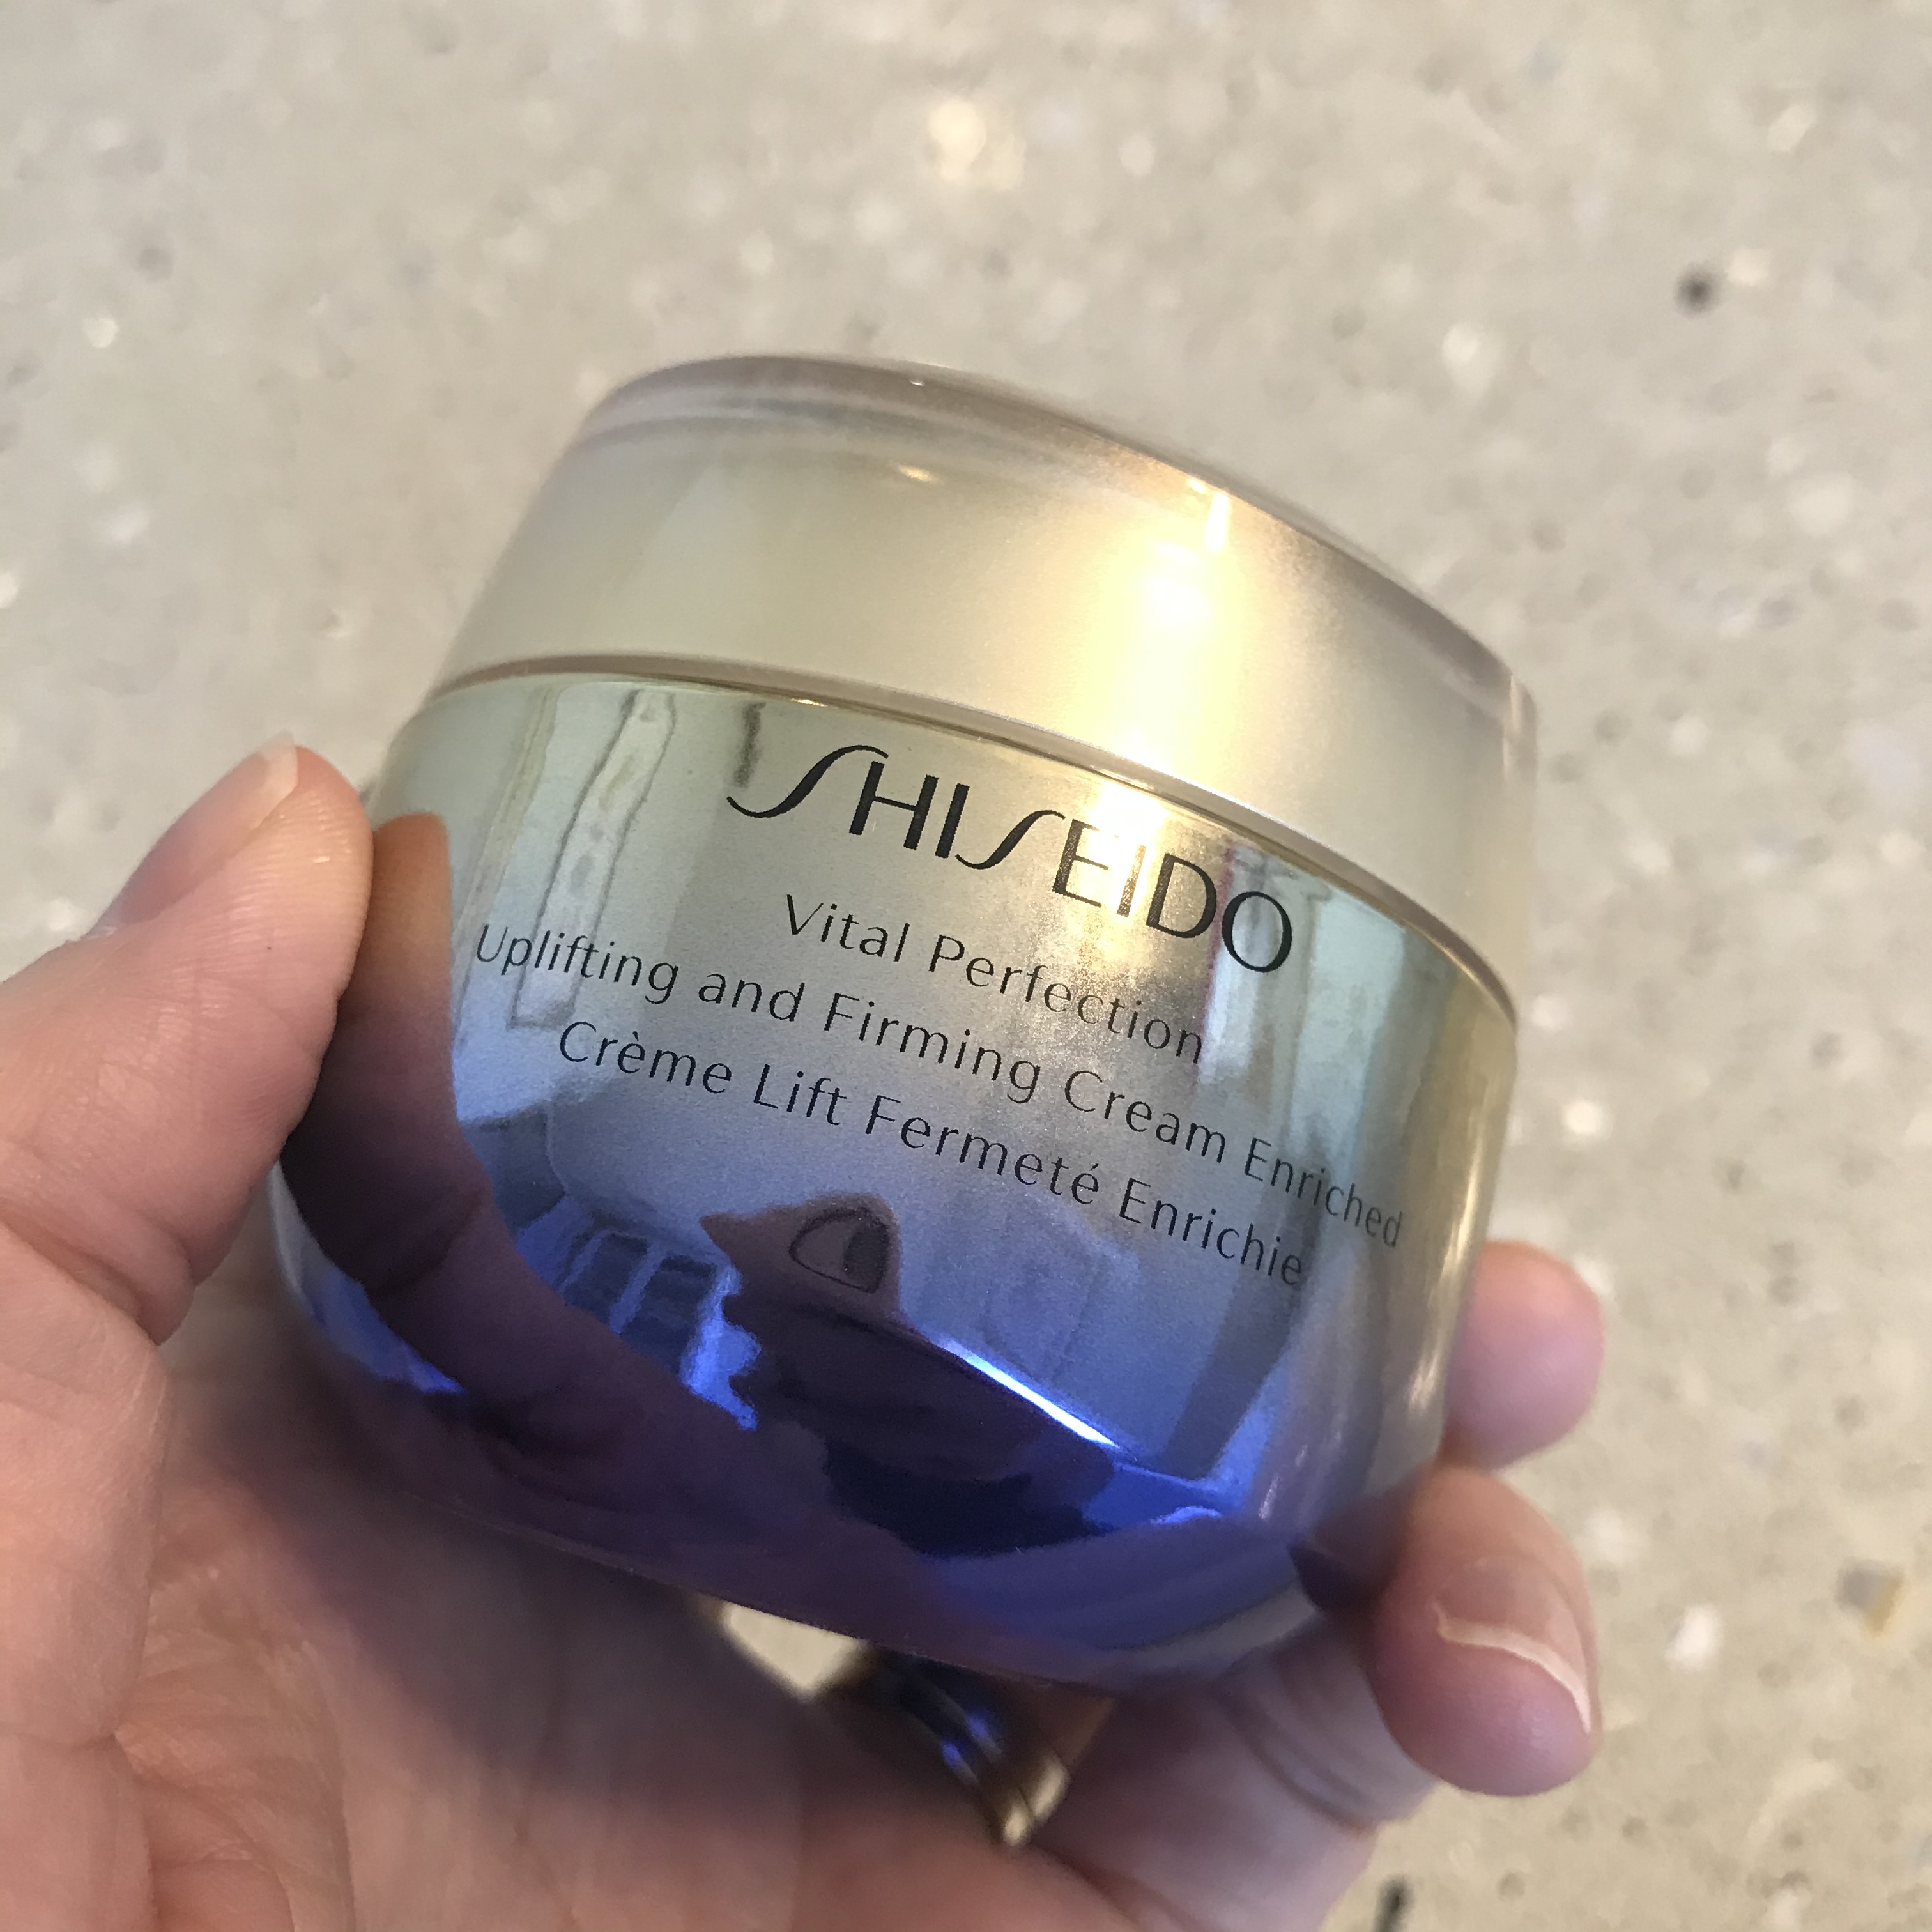 SHISEIDO
Vital Perfection
Uplifting and Firming Cream Enriched
Crème Lift Fermeté Enrichie